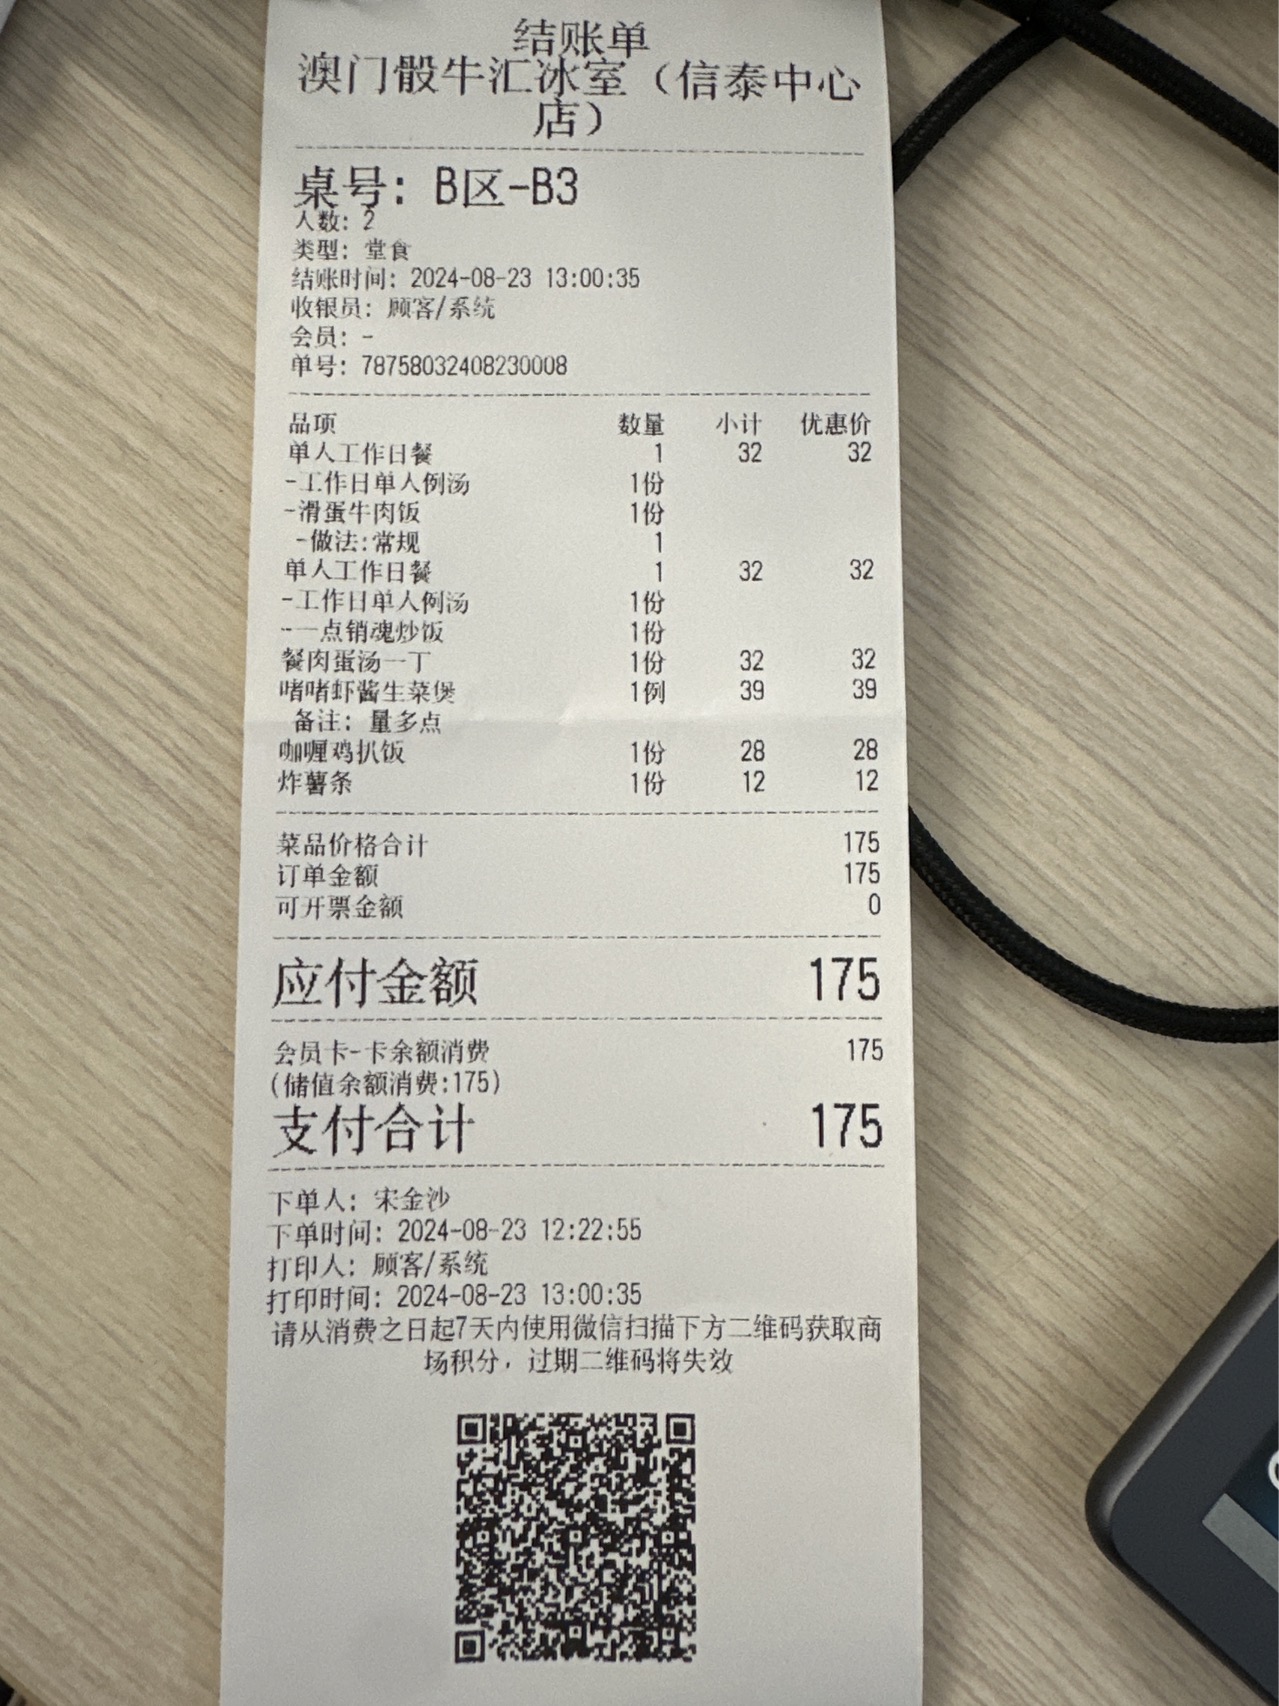 结账单
澳门骰牛汇冰室（信泰中心
店）
桌号：B区-B3
人数：2
类型：堂食
结账时间：2024-08-23 13:00:35
收银员：顾客/系统
会员：-
单号：78758032408230008
品项 数量 小计 优惠价
单人工作日餐 1 32 32
-工作日单人例汤 1份
-滑蛋牛肉饭 1份
-做法:常规 1
单人工作日餐 1 32 32
-工作日单人例汤 1份
-一点销魂炒饭 1份
餐肉蛋汤一丁 1份 32 32
啫啫虾酱生菜煲 1例 39 39
备注：量多点
咖喱鸡扒饭 1份 28 28
炸薯条 1份 12 12
菜品价格合计 175
订单金额 175
可开票金额 0
应付金额 175
会员卡-卡余额消费 175
(储值余额消费:175)
支付合计 175
下单人：宋金沙
下单时间：2024-08-23 12:22:55
打印人：顾客/系统
打印时间：2024-08-23 13:00:35
请从消费之日起7天内使用微信扫描下方二维码获取商
场积分，过期二维码将失效